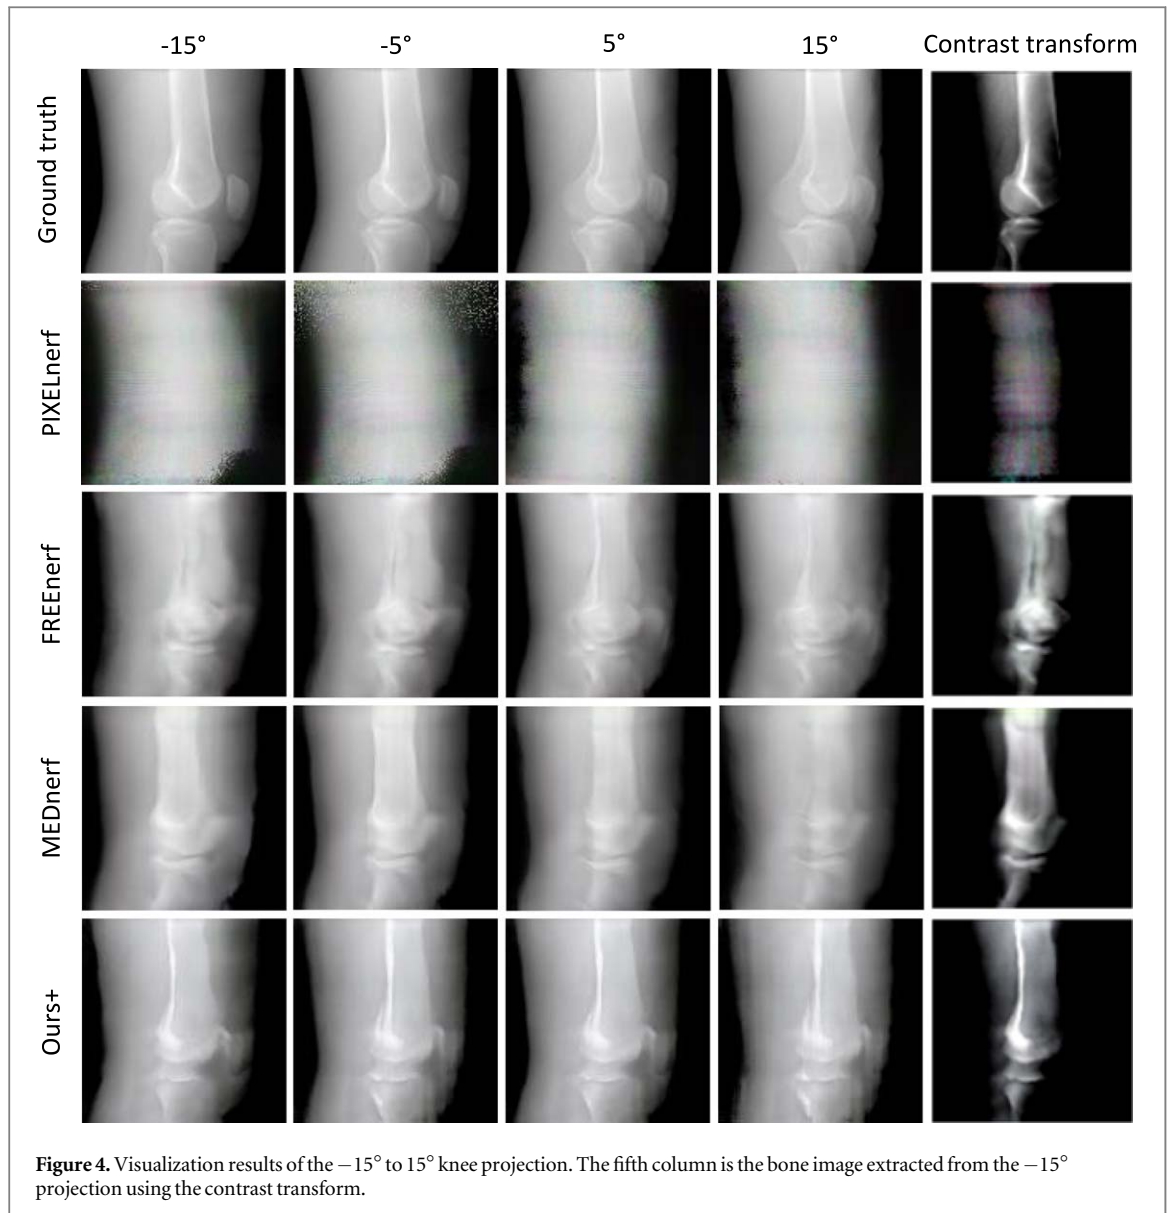 -15° -5° 5° 15° Contrast transform
Ground truth
PIXELnerf
FREEnerf
MEDnerf
Ours+
Figure 4. Visualization results of the −15° to 15° knee projection. The fifth column is the bone image extracted from the −15°
projection using the contrast transform.